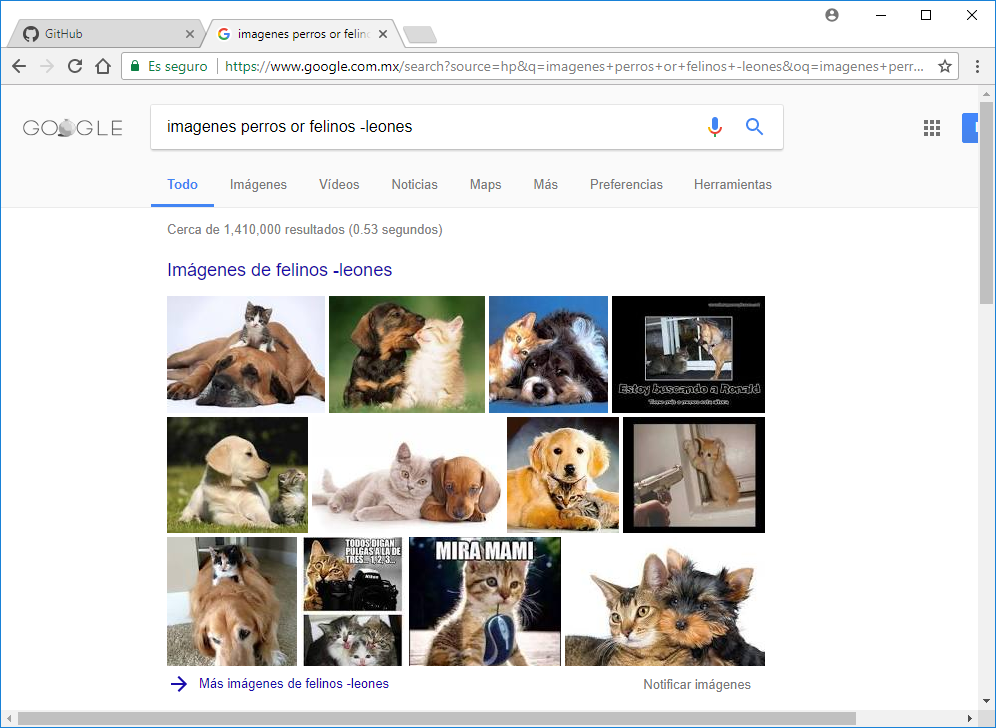 GitHub
imagenes perros or felin
Es seguro
https://www.google.com.mx/search?source=hp&q=imagenes+perros+or+felinos+-leones&oq=imagenes+perr...
GOOGLE
imagenes perros or felinos -leones
Todo Imágenes Vídeos Noticias Maps Más Preferencias Herramientas
Cerca de 1,410,000 resultados (0.53 segundos)
Imágenes de felinos -leones
Estoy buscando a Ronald
TODOS DIGAN
PULGAS A LA DE
TRES... 1, 2, 3...
Nikon
MIRA MAMI
Más imágenes de felinos -leones
Notificar imágenes